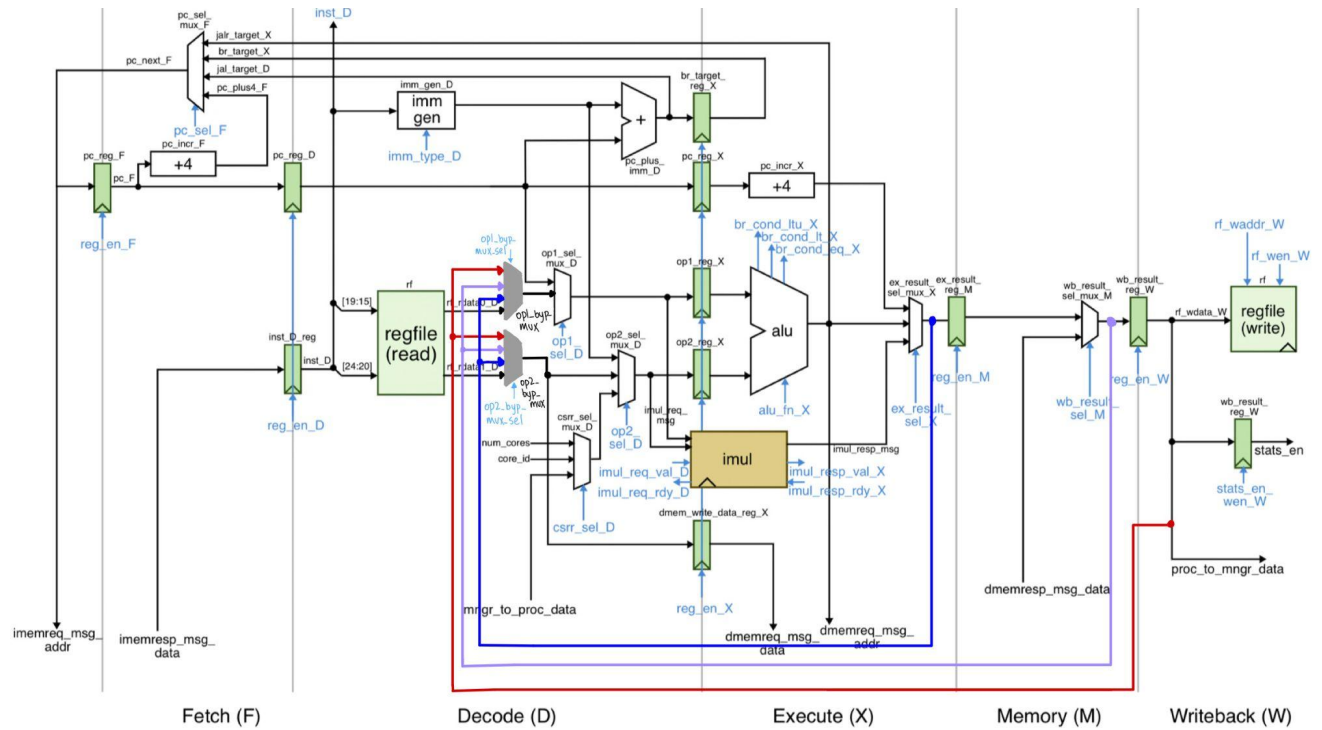 inst_D
pc_sel_
mux_F
jalr_target_X
br_target_X
pc_next_F
jal_target_D
pc_plus4_F
pc_sel_F
imm_gen_D
imm
gen
imm_type_D
+
pc_plus_
imm_D
br_target_
reg_X
pc_reg_F
pc_F
pc_incr_F
+4
pc_reg_D
reg_en_F
pc_reg_X
pc_incr_X
+4
br_cond_ltu_X
br_cond_lt_X
br_cond_eq_X
rf_waddr_W
rf_wen_W
op1_byp_
mux_sel
op1_sel_
mux_D
op1_reg_X
alu
ex_result_
sel_mux_X
ex_result_
reg_M
wb_result_
sel_mux_M
wb_result_
reg_W
rf_wdata_W
rf
regfile
(write)
rf
[19:15]
regfile
(read)
[24:20]
rf_rdata0_D
rf_rdata1_D
op1_byp_
mux
op1_
sel_D
op2_sel_
mux_D
op2_reg_X
inst_D_reg
inst_D
reg_en_D
op2_
byp_
mux
op2_byp_
mux_sel
op2_
sel_D
alu_fn_X
ex_result_
sel_X
reg_en_M
wb_result_
sel_M
reg_en_W
wb_result_
reg_W
stats_en
stats_en_
wen_W
csrr_sel_
mux_D
num_cores
core_id
csrr_sel_D
imul_req_
msg
imul
imul_req_val_D
imul_req_rdy_D
imul_resp_msg
imul_resp_val_X
imul_resp_rdy_X
dmem_write_data_reg_X
reg_en_X
mngr_to_proc_data
dmemreq_msg_
data
dmemreq_msg_
addr
dmemresp_msg_data
proc_to_mngr_data
imemreq_msg_
addr
imemresp_msg_
data
Fetch (F)
Decode (D)
Execute (X)
Memory (M)
Writeback (W)